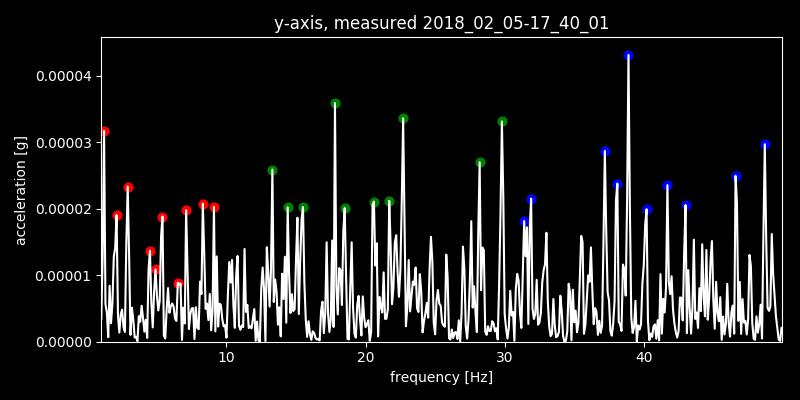 y-axis, measured 2018_02_05-17_40_01
acceleration [g]
0.00004
0.00003
0.00002
0.00001
0.00000
10 20 30 40
frequency [Hz]